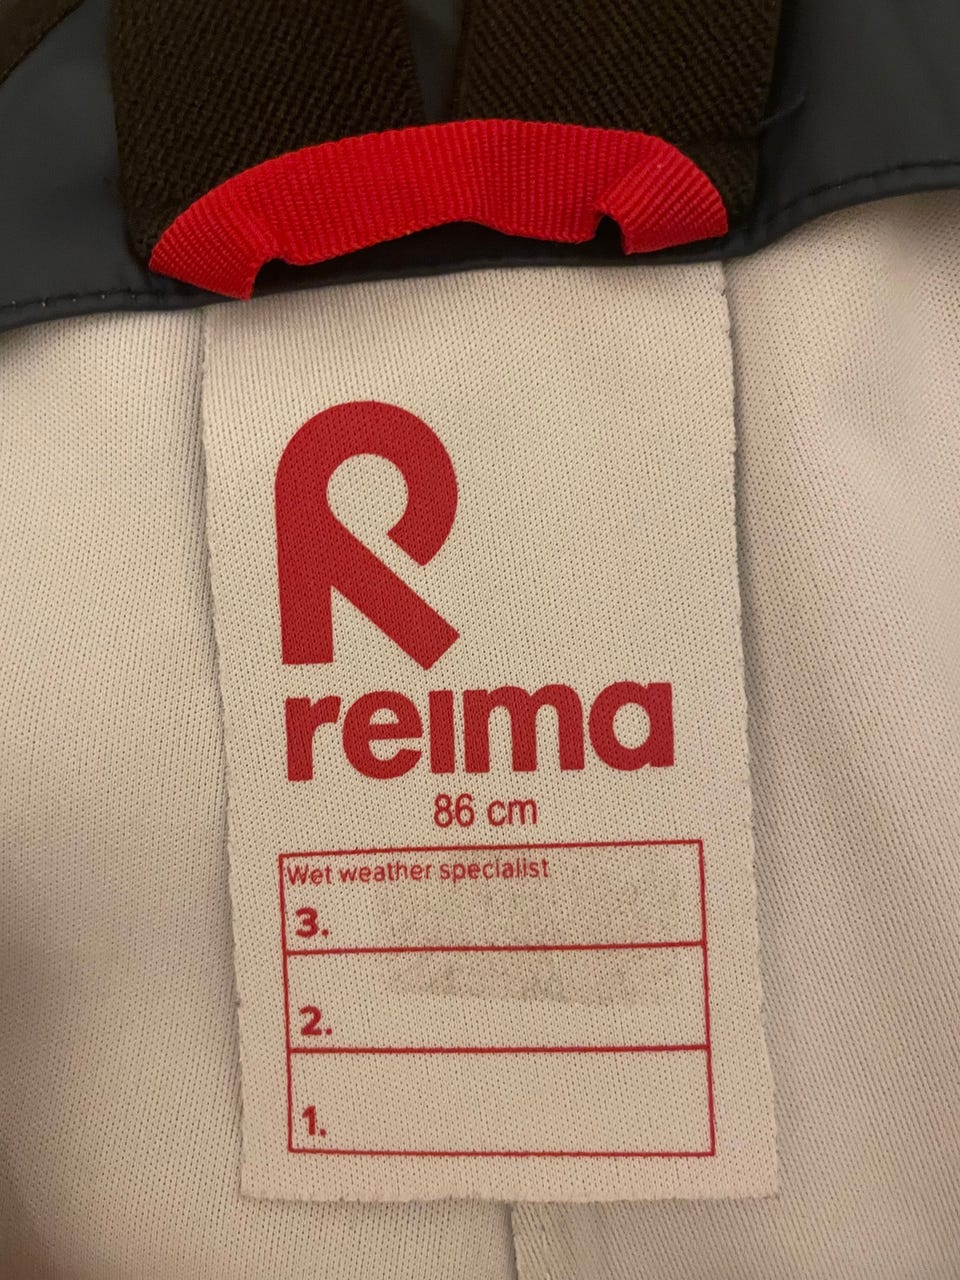 reima
86 cm
Wet weather specialist
3.
2.
1.